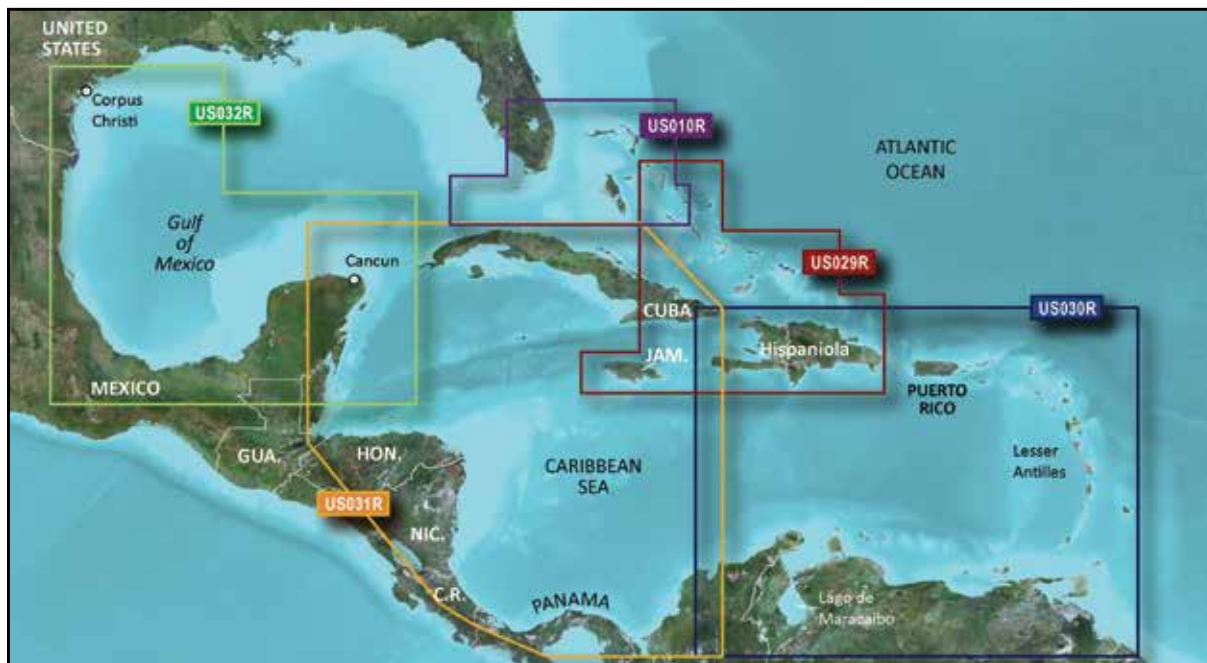 UNITED
STATES
Corpus
Christi
US032R
US010R
ATLANTIC
OCEAN
Gulf
of
Mexico
Cancun
US029R
CUBA
US030R
JAM.
Hispaniola
MEXICO
PUERTO
RICO
GUA.
HON.
CARIBBEAN
SEA
Lesser
Antilles
US031R
NIC.
C.R.
PANAMA
Lago de
Maracaibo